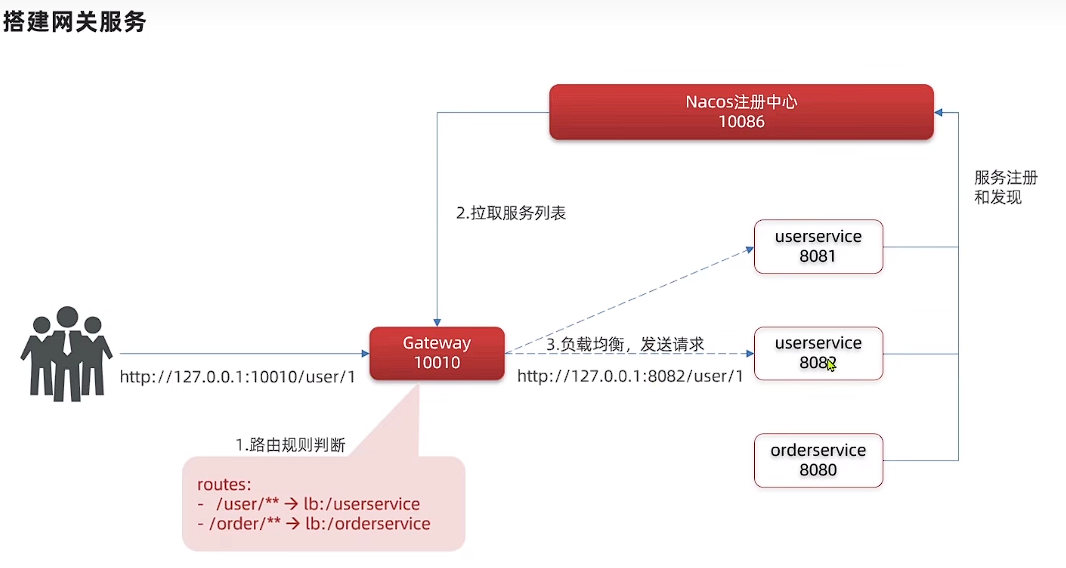 搭建网关服务
Nacos注册中心
10086
服务注册
和发现
2.拉取服务列表
userservice
8081
Gateway
10010
3.负载均衡，发送请求
userservice
8082
http://127.0.0.1:10010/user/1
http://127.0.0.1:8082/user/1
1.路由规则判断
orderservice
8080
routes:
- /user/** → lb:/userservice
- /order/** → lb:/orderservice